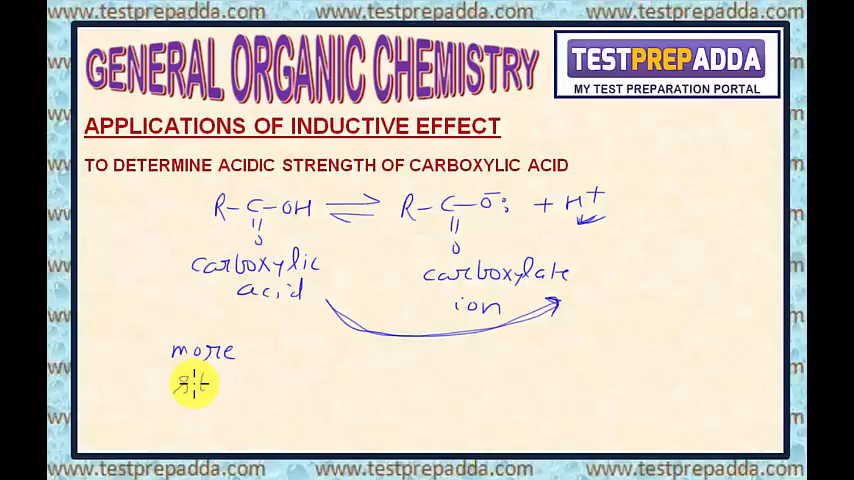 www.testprepadda.com www.testprepadda.com www.testprepadda.com
GENERAL ORGANIC CHEMISTRY
TESTPREPADDA
MY TEST PREPARATION PORTAL
APPLICATIONS OF INDUCTIVE EFFECT
TO DETERMINE ACIDIC STRENGTH OF CARBOXYLIC ACID
R-C-OH ⇌ R-C-O⁻: + H+
|| ||
O O
carboxylic carboxylate
acid ion
more
www.testprepadda.com www.testprepadda.com www.testprepadda.com